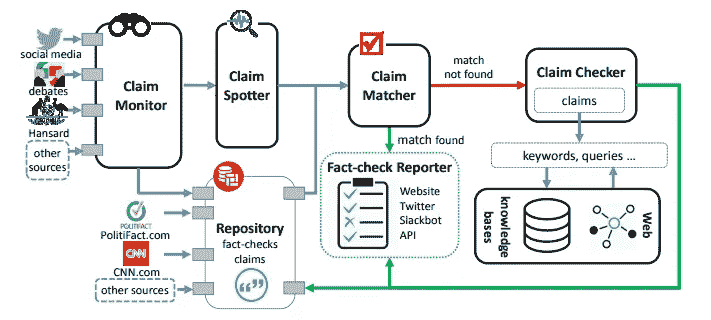 social media
debates
Hansard
other
sources
Claim
Monitor
Claim
Spotter
Claim
Matcher
match
not found
match found
Claim Checker
claims
keywords, queries ...
knowledge
bases
Web
Fact-check Reporter
Website
Twitter
Slackbot
API
POLITIFACT
PolitiFact.com
CNN
CNN.com
other sources
Repository
fact-checks
claims